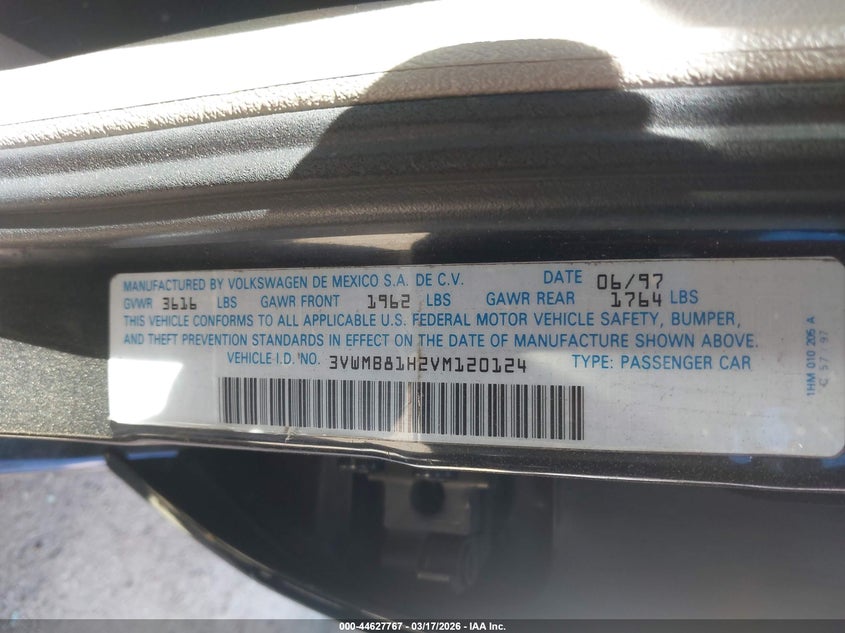 MANUFACTURED BY VOLKSWAGEN DE MEXICO S.A. DE C.V. DATE 06/97
GVWR 3616 LBS GAWR FRONT 1962 LBS GAWR REAR 1764 LBS
THIS VEHICLE CONFORMS TO ALL APPLICABLE U.S. FEDERAL MOTOR VEHICLE SAFETY, BUMPER,
AND THEFT PREVENTION STANDARDS IN EFFECT ON THE DATE OF MANUFACTURE SHOWN ABOVE.
VEHICLE I.D. NO. 3VWMB81H2VM120124 TYPE: PASSENGER CAR
1HM 010 205 A
000-44627767 - 03/17/2026 - IAA Inc.